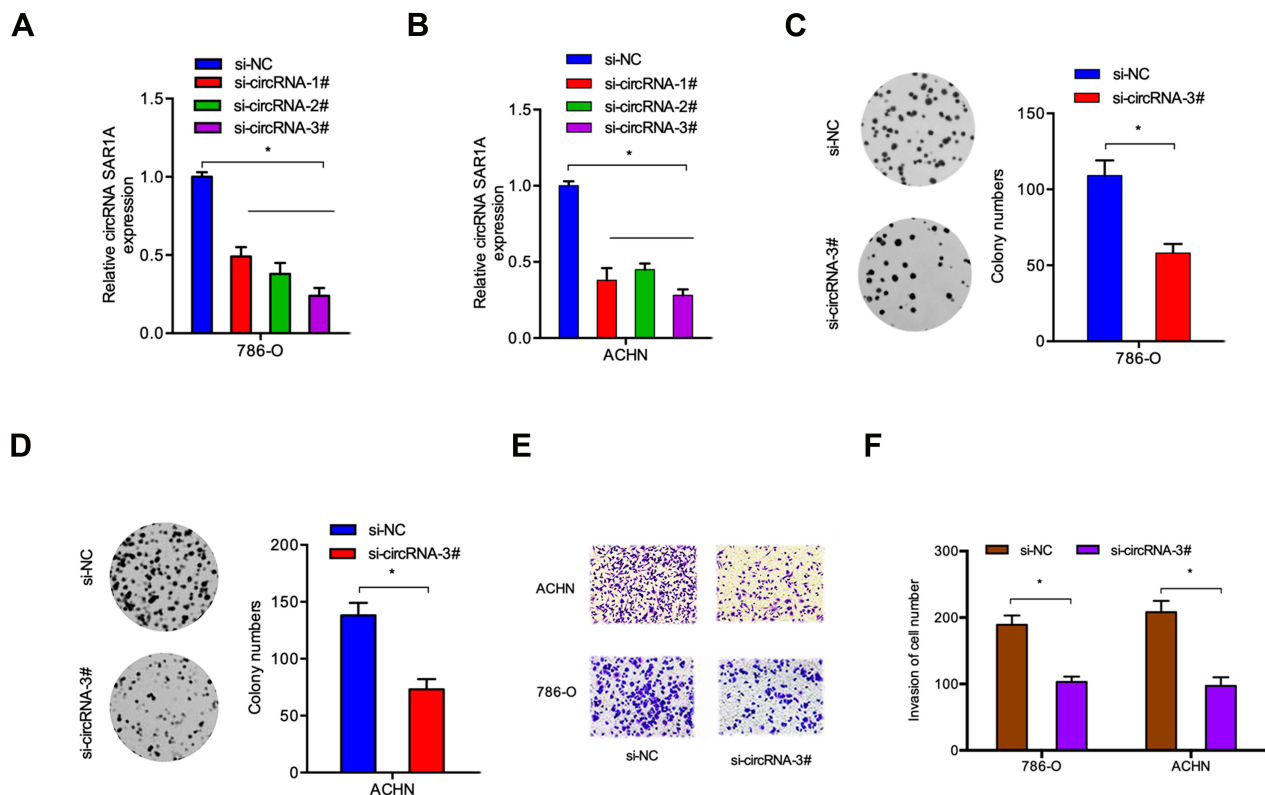 A
si-NC
si-circRNA-1#
si-circRNA-2#
si-circRNA-3#
Relative circRNA SAR1A
expression
1.5
1.0
0.5
0.0
*
786-O
B
si-NC
si-circRNA-1#
si-circRNA-2#
si-circRNA-3#
Relative circRNA SAR1A
expression
1.5
1.0
0.5
0.0
*
ACHN
C
si-NC
si-circRNA-3#
si-NC
si-circRNA-3#
Colony numbers
150
100
50
0
*
786-O
D
si-NC
si-circRNA-3#
si-NC
si-circRNA-3#
Colony numbers
200
150
100
50
0
*
ACHN
E
ACHN
786-O
si-NC
si-circRNA-3#
F
si-NC
si-circRNA-3#
Invasion of cell number
300
200
100
0
*
*
786-O
ACHN